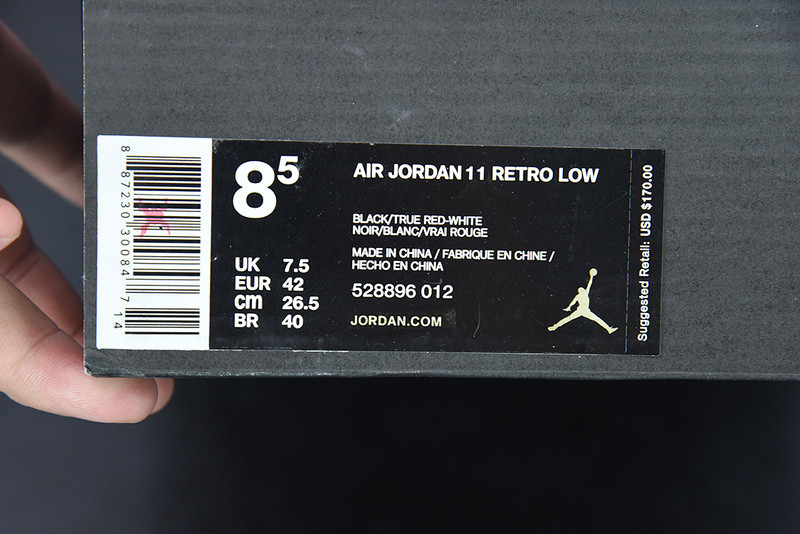 8 87230 30084 7 14
8⁵
AIR JORDAN 11 RETRO LOW
BLACK/TRUE RED-WHITE
NOIR/BLANC/VRAI ROUGE
MADE IN CHINA / FABRIQUE EN CHINE /
HECHO EN CHINA
528896 012
JORDAN.COM
UK 7.5
EUR 42
cm 26.5
BR 40
Suggested Retail: USD $170.00